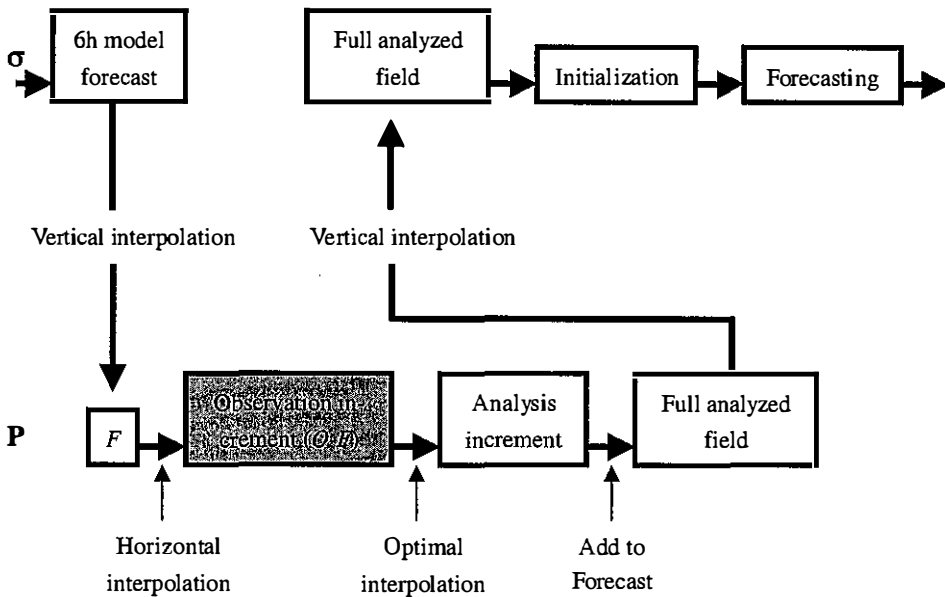 σ
6h model
forecast
Full analyzed
field
Initialization
Forecasting
Vertical interpolation
Vertical interpolation
P
F
Observation in-
crement (O-F)
Analysis
increment
Full analyzed
field
Horizontal
interpolation
Optimal
interpolation
Add to
Forecast